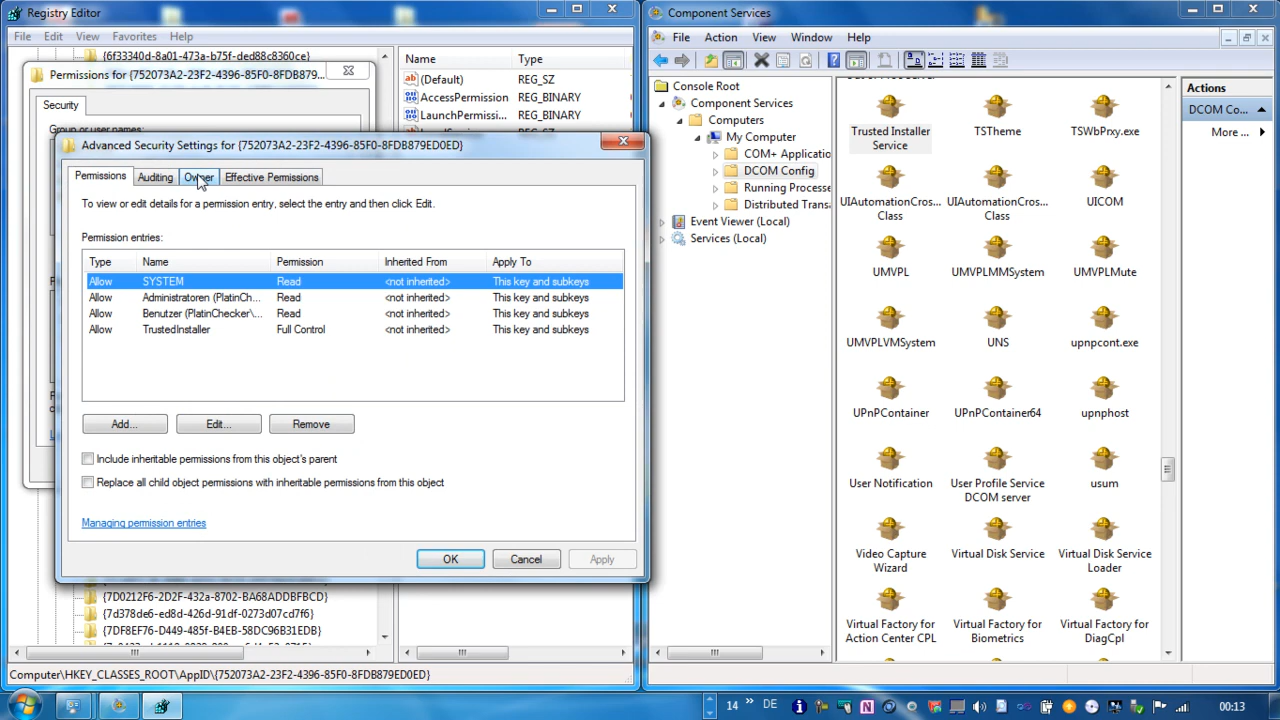 Registry Editor
File Edit View Favorites Help
{6f33340d-8a01-473a-b75f-ded88c8360ce}
Name Type
(Default) REG_SZ
AccessPermission REG_BINARY
LaunchPermissi... REG_BINARY
Permissions for {752073A2-23F2-4396-85F0-8FDB879...
Security
Group or user names:
Advanced Security Settings for {752073A2-23F2-4396-85F0-8FDB879ED0ED}
Permissions Auditing Owner Effective Permissions
To view or edit details for a permission entry, select the entry and then click Edit.
Permission entries:
Type Name Permission Inherited From Apply To
Allow SYSTEM Read <not inherited> This key and subkeys
Allow Administratoren (PlatinCh... Read <not inherited> This key and subkeys
Allow Benutzer (PlatinChecker\... Read <not inherited> This key and subkeys
Allow TrustedInstaller Full Control <not inherited> This key and subkeys
Add... Edit... Remove
Include inheritable permissions from this object's parent
Replace all child object permissions with inheritable permissions from this object
Managing permission entries
OK Cancel Apply
{7D0212F6-2D2F-432a-8702-BA68ADDBFBCD}
{7d378de6-ed8d-426d-91df-0273d07cd7f6}
{7DF8EF76-D449-485f-B4EB-58DC96B31EDB}
Computer\HKEY_CLASSES_ROOT\AppID\{752073A2-23F2-4396-85F0-8FDB879ED0ED}
Component Services
File Action View Window Help
Console Root
Component Services
Computers
My Computer
COM+ Applicatio
DCOM Config
Running Processe
Distributed Trans
Event Viewer (Local)
Services (Local)
Trusted Installer Service
TSTheme
TSWbPrxy.exe
UIAutomationCros... Class
UIAutomationCros... Class
UICOM
UMVPL
UMVPLMMSystem
UMVPLMute
UMVPLVMSystem
UNS
upnpcont.exe
UPnPContainer
UPnPContainer64
upnphost
User Notification
User Profile Service DCOM server
usum
Video Capture Wizard
Virtual Disk Service
Virtual Disk Service Loader
Virtual Factory for Action Center CPL
Virtual Factory for Biometrics
Virtual Factory for DiagCpl
Actions
DCOM Co...
More ...
14 » DE 00:13